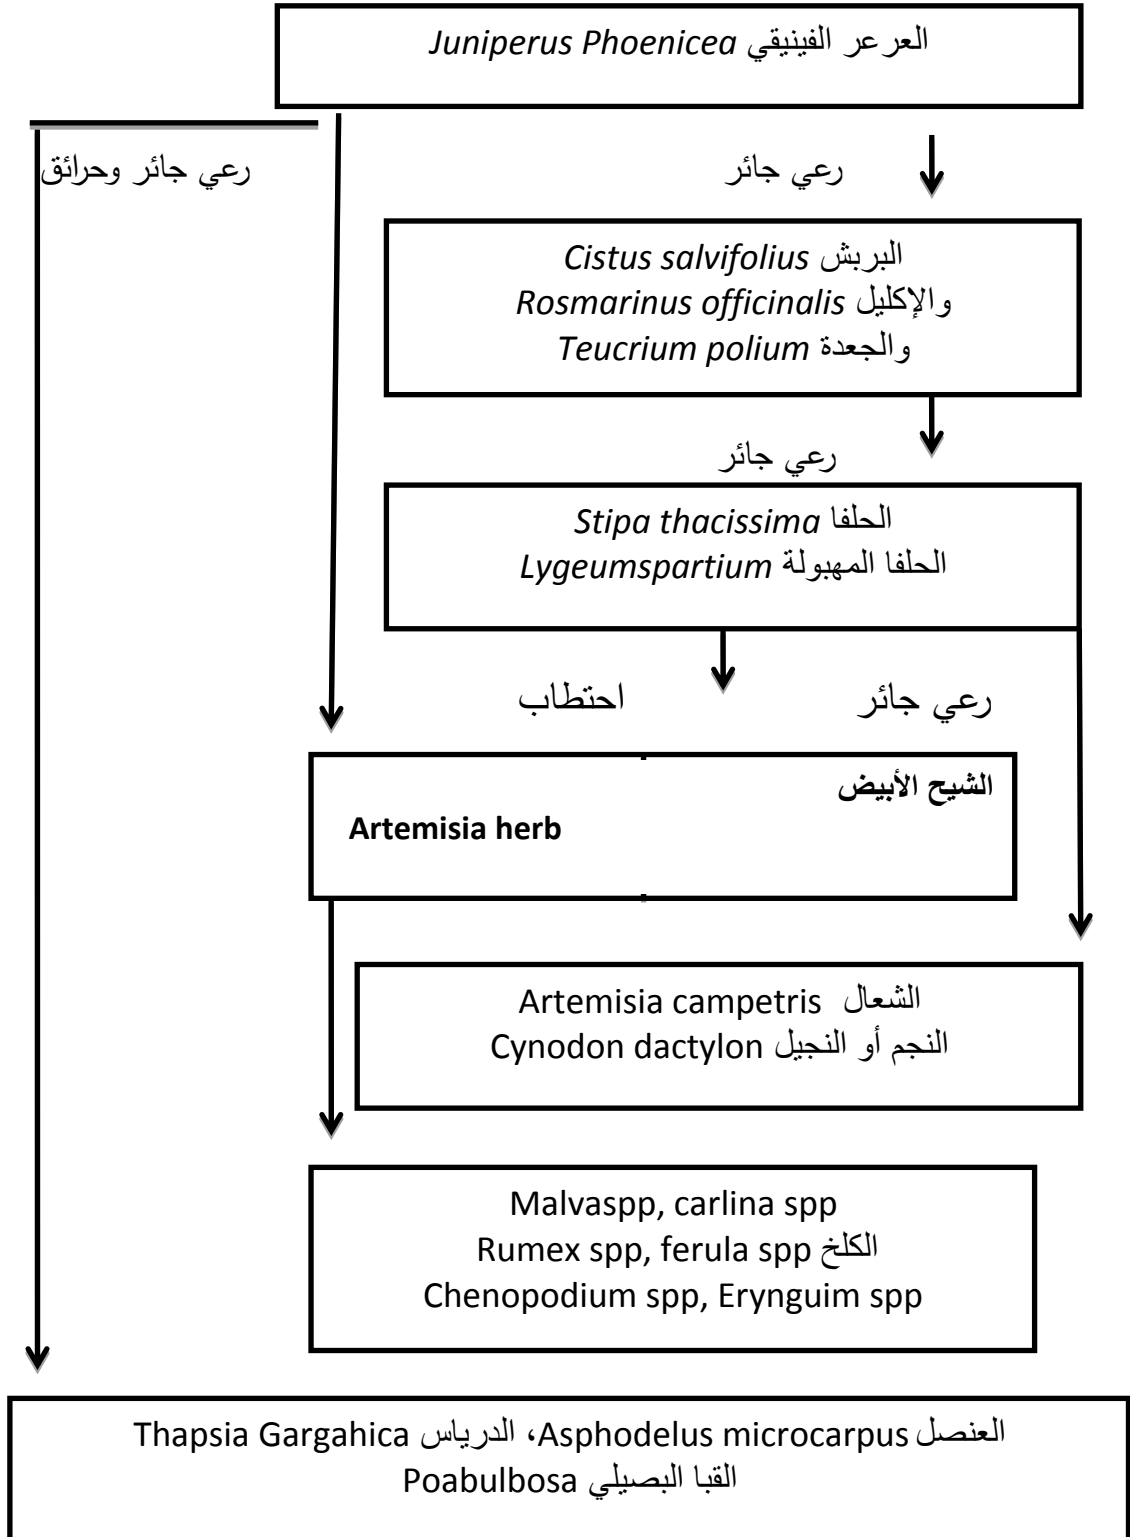 العرعر الفينيقي Juniperus Phoenicea
رعي جائر وحرائق
رعي جائر
البربش Cistus salvifolius
والإكليل Rosmarinus officinalis
والجعدة Teucrium polium
رعي جائر
الحلفا Stipa thacissima
الحلفا المهبولة Lygeumspartium
رعي جائر
احتطاب
الشيح الأبيض
Artemisia herb
الشعال Artemisia campetris
النجم أو النجيل Cynodon dactylon
Malvaspp, carlina spp
Rumex spp, ferula spp الكلخ
Chenopodium spp, Erynguim spp
العنصل Asphodelus microcarpus، الدرياس Thapsia Gargahica
القبا البصيلي Poabulbosa